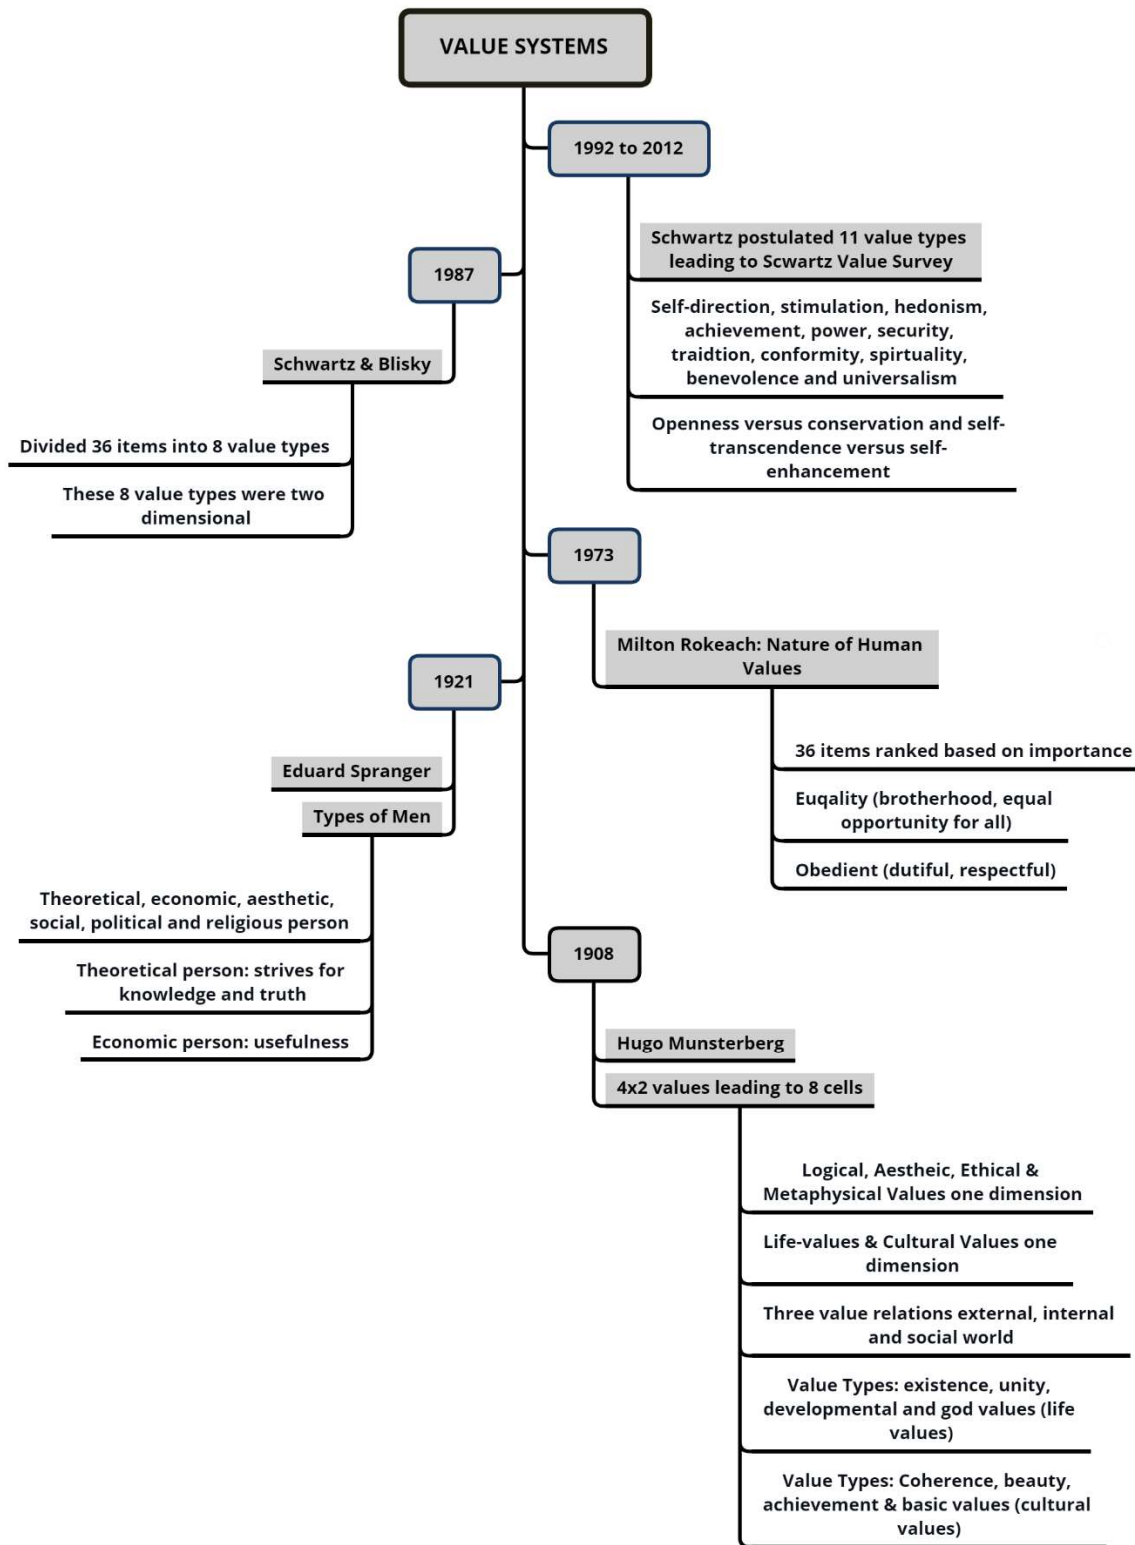 VALUE SYSTEMS
1992 to 2012
Schwartz postulated 11 value types
leading to Scwartz Value Survey
Self-direction, stimulation, hedonism,
achievement, power, security,
traidtion, conformity, spirtuality,
benevolence and universalism
Openness versus conservation and self-
transcendence versus self-
enhancement
1987
Schwartz & Blisky
Divided 36 items into 8 value types
These 8 value types were two
dimensional
1973
Milton Rokeach: Nature of Human
Values
36 items ranked based on importance
Euqality (brotherhood, equal
opportunity for all)
Obedient (dutiful, respectful)
1921
Eduard Spranger
Types of Men
Theoretical, economic, aesthetic,
social, political and religious person
Theoretical person: strives for
knowledge and truth
Economic person: usefulness
1908
Hugo Munsterberg
4x2 values leading to 8 cells
Logical, Aestheic, Ethical &
Metaphysical Values one dimension
Life-values & Cultural Values one
dimension
Three value relations external, internal
and social world
Value Types: existence, unity,
developmental and god values (life
values)
Value Types: Coherence, beauty,
achievement & basic values (cultural
values)